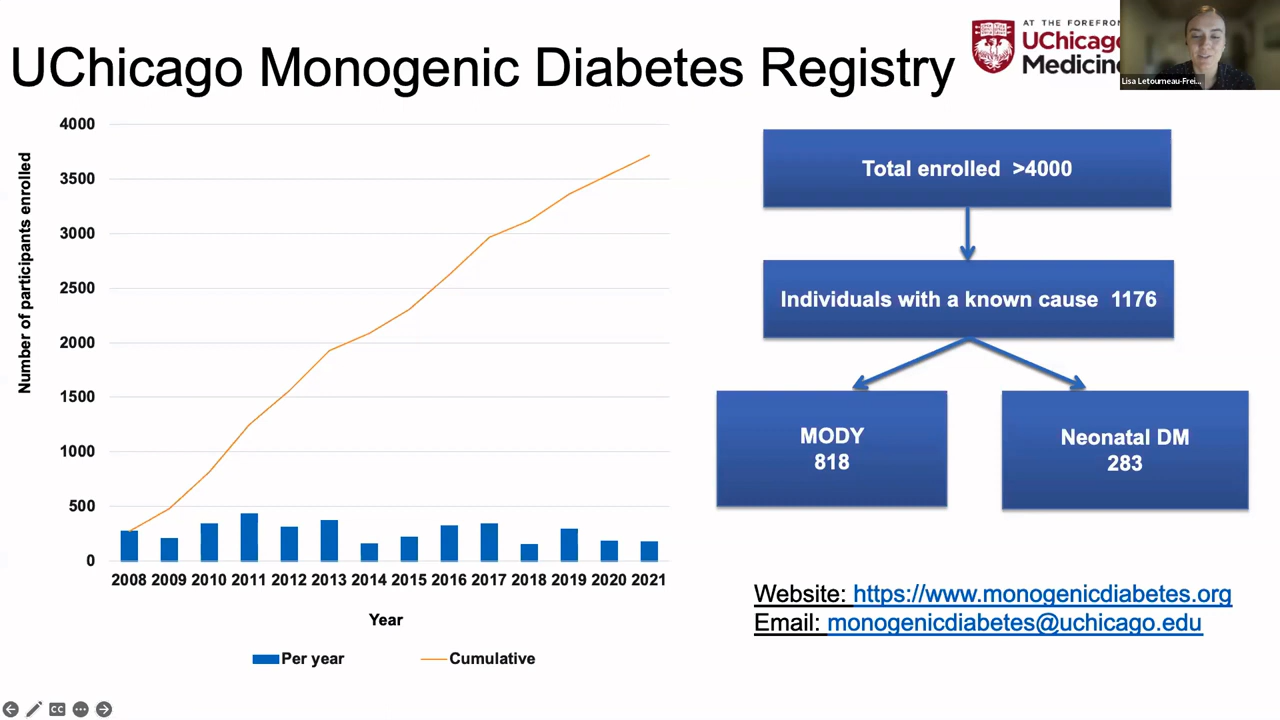 UChicago Monogenic Diabetes Registry
AT THE FOREFRON
UChicago
Medicine
Lisa Letourneau-Frei...
Number of participants enrolled
4000
3500
3000
2500
2000
1500
1000
500
0
2008 2009 2010 2011 2012 2013 2014 2015 2016 2017 2018 2019 2020 2021
Year
Per year
Cumulative
Total enrolled >4000
Individuals with a known cause 1176
MODY
818
Neonatal DM
283
Website: https://www.monogenicdiabetes.org
Email: monogenicdiabetes@uchicago.edu
CC